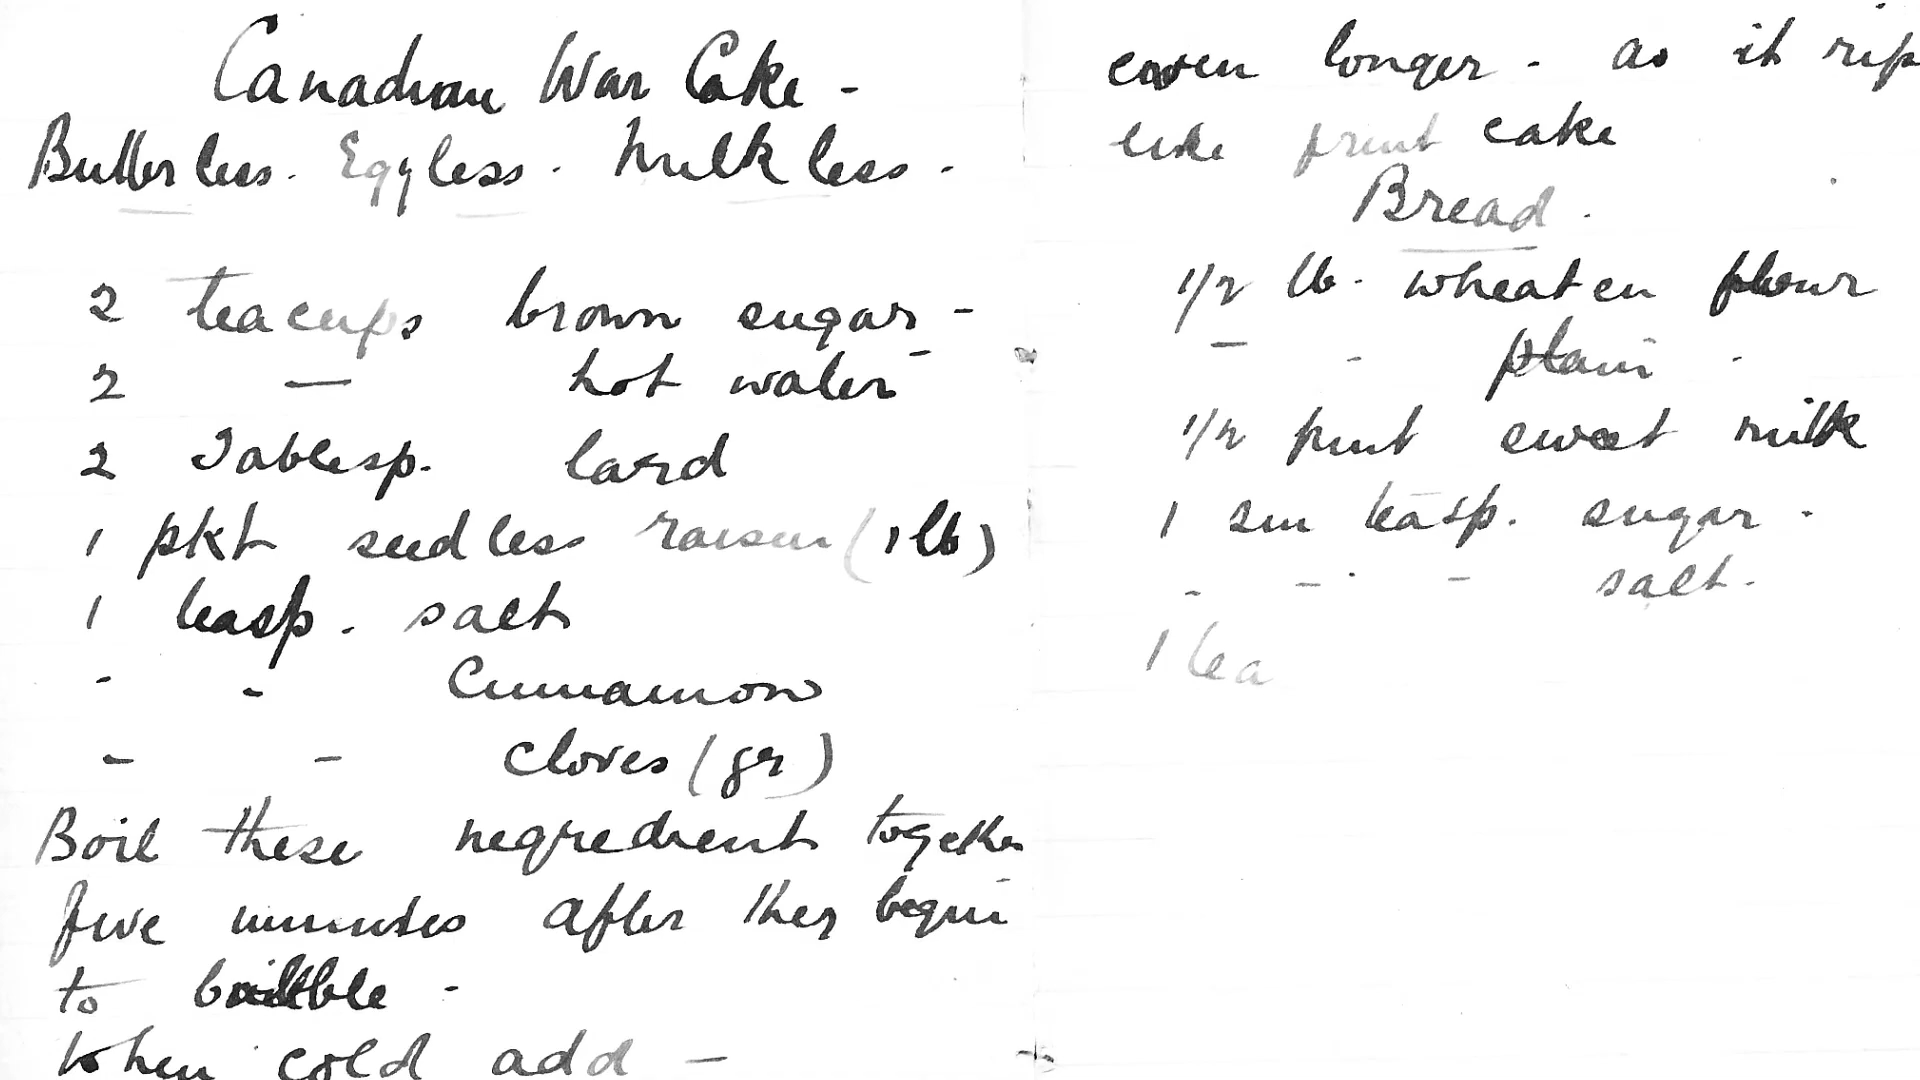 Canadian War Cake -
Butterless. Eggless. Milkless.
2 teacups brown sugar -
2 — hot water
2 Tablesp. lard
1 pkt seedless raisen (1 lb)
1 teasp. salt
- - Cinnamon
- - cloves (gr)
Boil these negredient together
five minutes after they begin
to
When cold add —
even longer - as it rip
like fruit cake
Bread.
1/2 lb. wheaten flour
- - plain -
1/2 pint sweet milk
1 sm teasp. sugar.
- - - salt.
1 tea